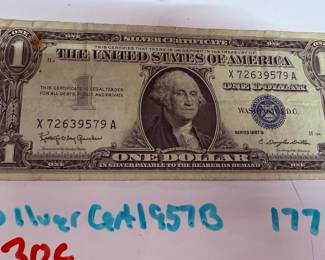 SILVER CERTIFICATE
THIS CERTIFIES THAT THERE IS ON DEPOSIT IN THE TREASURY OF
THE UNITED STATES OF AMERICA
X 72639579 A
ONE DOLLAR
THIS CERTIFICATE IS LEGAL TENDER
FOR ALL DEBTS PUBLIC AND PRIVATE
WASHINGTON, D.C.
X 72639579 A
SERIES 1957 B
ONE DOLLAR
IN SILVER PAYABLE TO THE BEARER ON DEMAND
Silver Cert 1957B 177
306